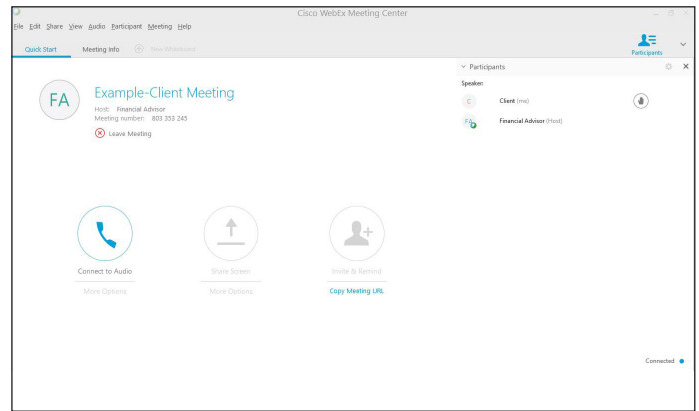 Cisco WebEx Meeting Center
File Edit Share View Audio Participant Meeting Help
Quick Start Meeting Info New Whiteboard
Participants
Participants
Speaker:
C Client (me)
FA Financial Advisor (Host)
FA
Example-Client Meeting
Host: Financial Advisor
Meeting number: 803 353 245
Leave Meeting
Connect to Audio Share Screen Invite & Remind
More Options More Options Copy Meeting URL
Connected